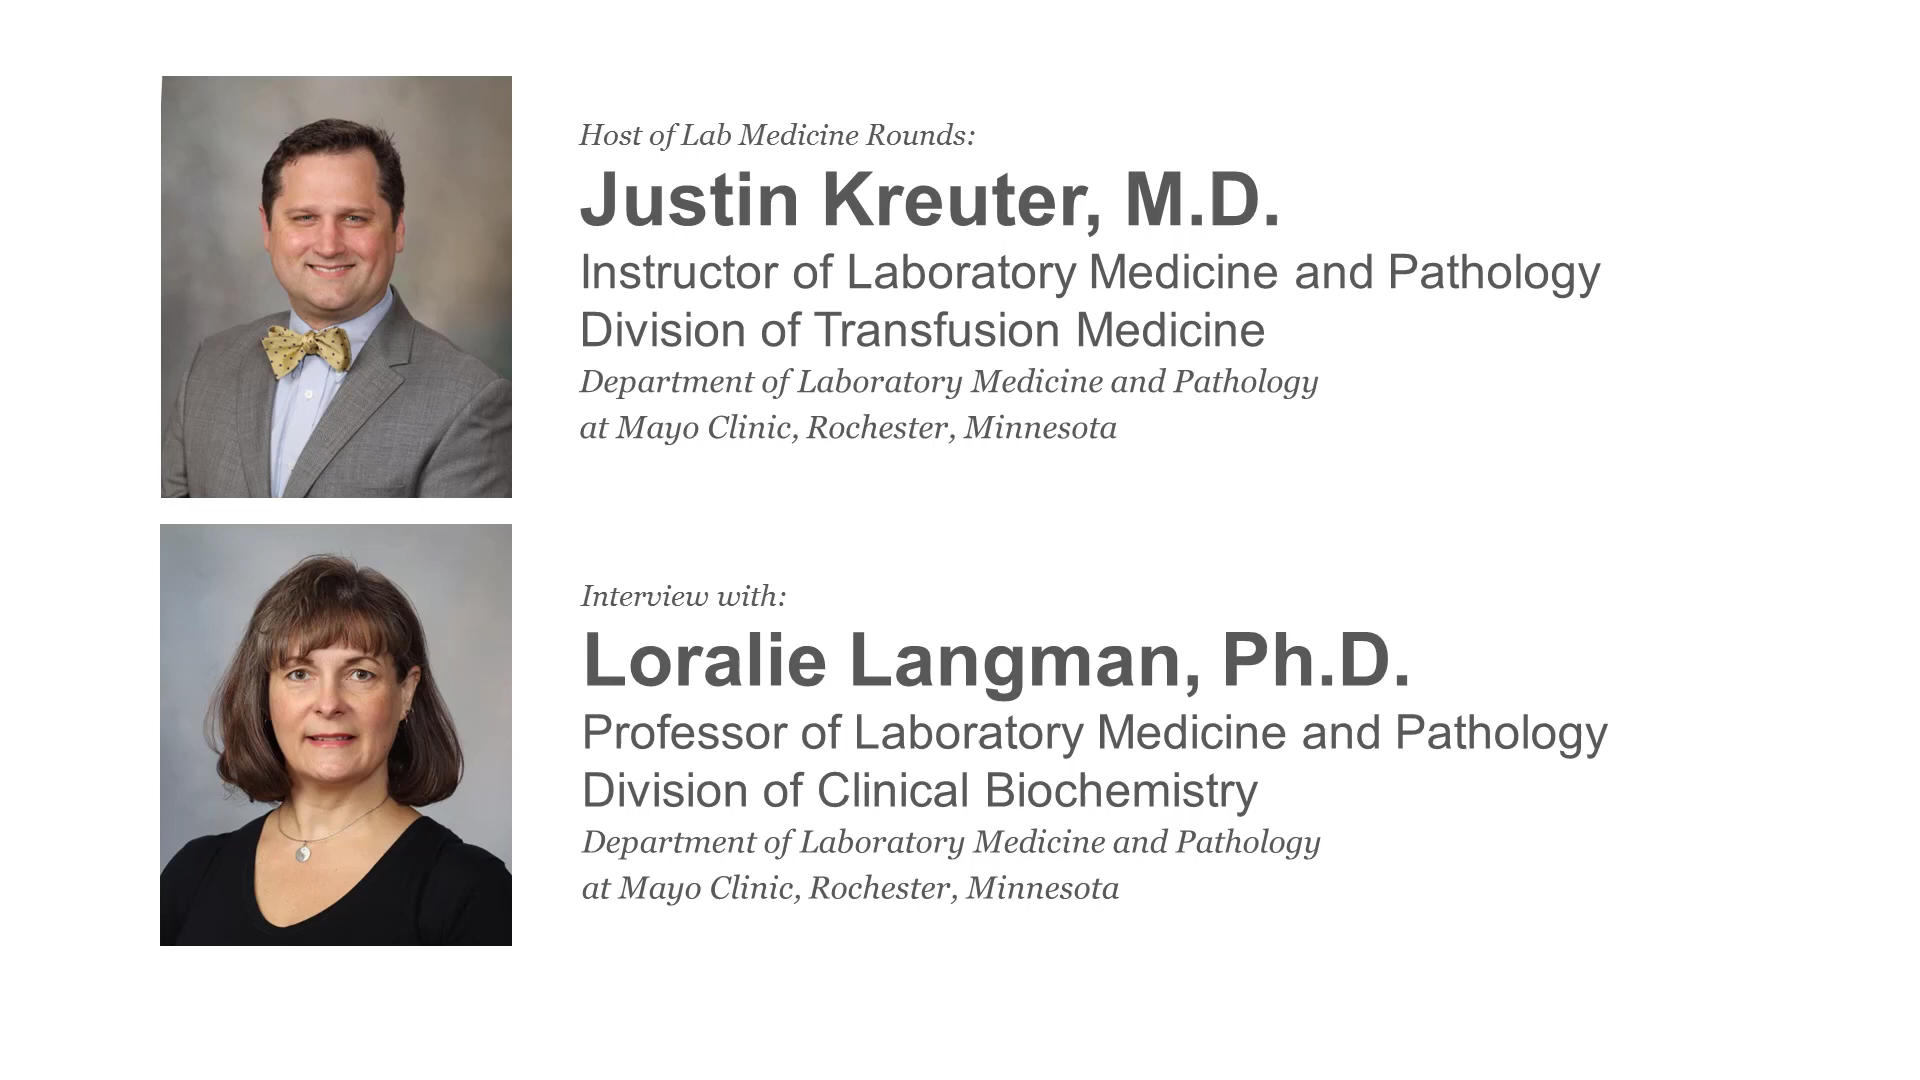 Host of Lab Medicine Rounds:
Justin Kreuter, M.D.
Instructor of Laboratory Medicine and Pathology
Division of Transfusion Medicine
Department of Laboratory Medicine and Pathology
at Mayo Clinic, Rochester, Minnesota
Interview with:
Loralie Langman, Ph.D.
Professor of Laboratory Medicine and Pathology
Division of Clinical Biochemistry
Department of Laboratory Medicine and Pathology
at Mayo Clinic, Rochester, Minnesota